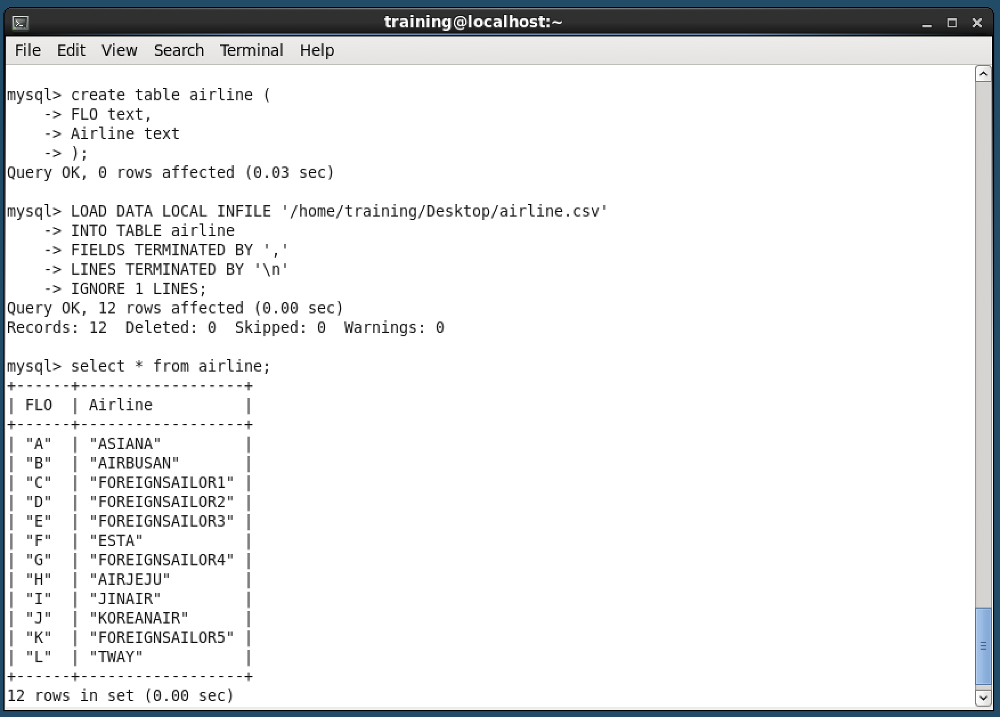 training@localhost:~
File Edit View Search Terminal Help
mysql> create table airline (
    -> FLO text,
    -> Airline text
    -> );
Query OK, 0 rows affected (0.03 sec)
mysql> LOAD DATA LOCAL INFILE '/home/training/Desktop/airline.csv'
    -> INTO TABLE airline
    -> FIELDS TERMINATED BY ','
    -> LINES TERMINATED BY '\n'
    -> IGNORE 1 LINES;
Query OK, 12 rows affected (0.00 sec)
Records: 12  Deleted: 0  Skipped: 0  Warnings: 0
mysql> select * from airline;
+------+------------------+
| FLO  | Airline          |
+------+------------------+
| "A"  | "ASIANA"         |
| "B"  | "AIRBUSAN"       |
| "C"  | "FOREIGNSAILOR1" |
| "D"  | "FOREIGNSAILOR2" |
| "E"  | "FOREIGNSAILOR3" |
| "F"  | "ESTA"           |
| "G"  | "FOREIGNSAILOR4" |
| "H"  | "AIRJEJU"        |
| "I"  | "JINAIR"         |
| "J"  | "KOREANAIR"      |
| "K"  | "FOREIGNSAILOR5" |
| "L"  | "TWAY"           |
+------+------------------+
12 rows in set (0.00 sec)